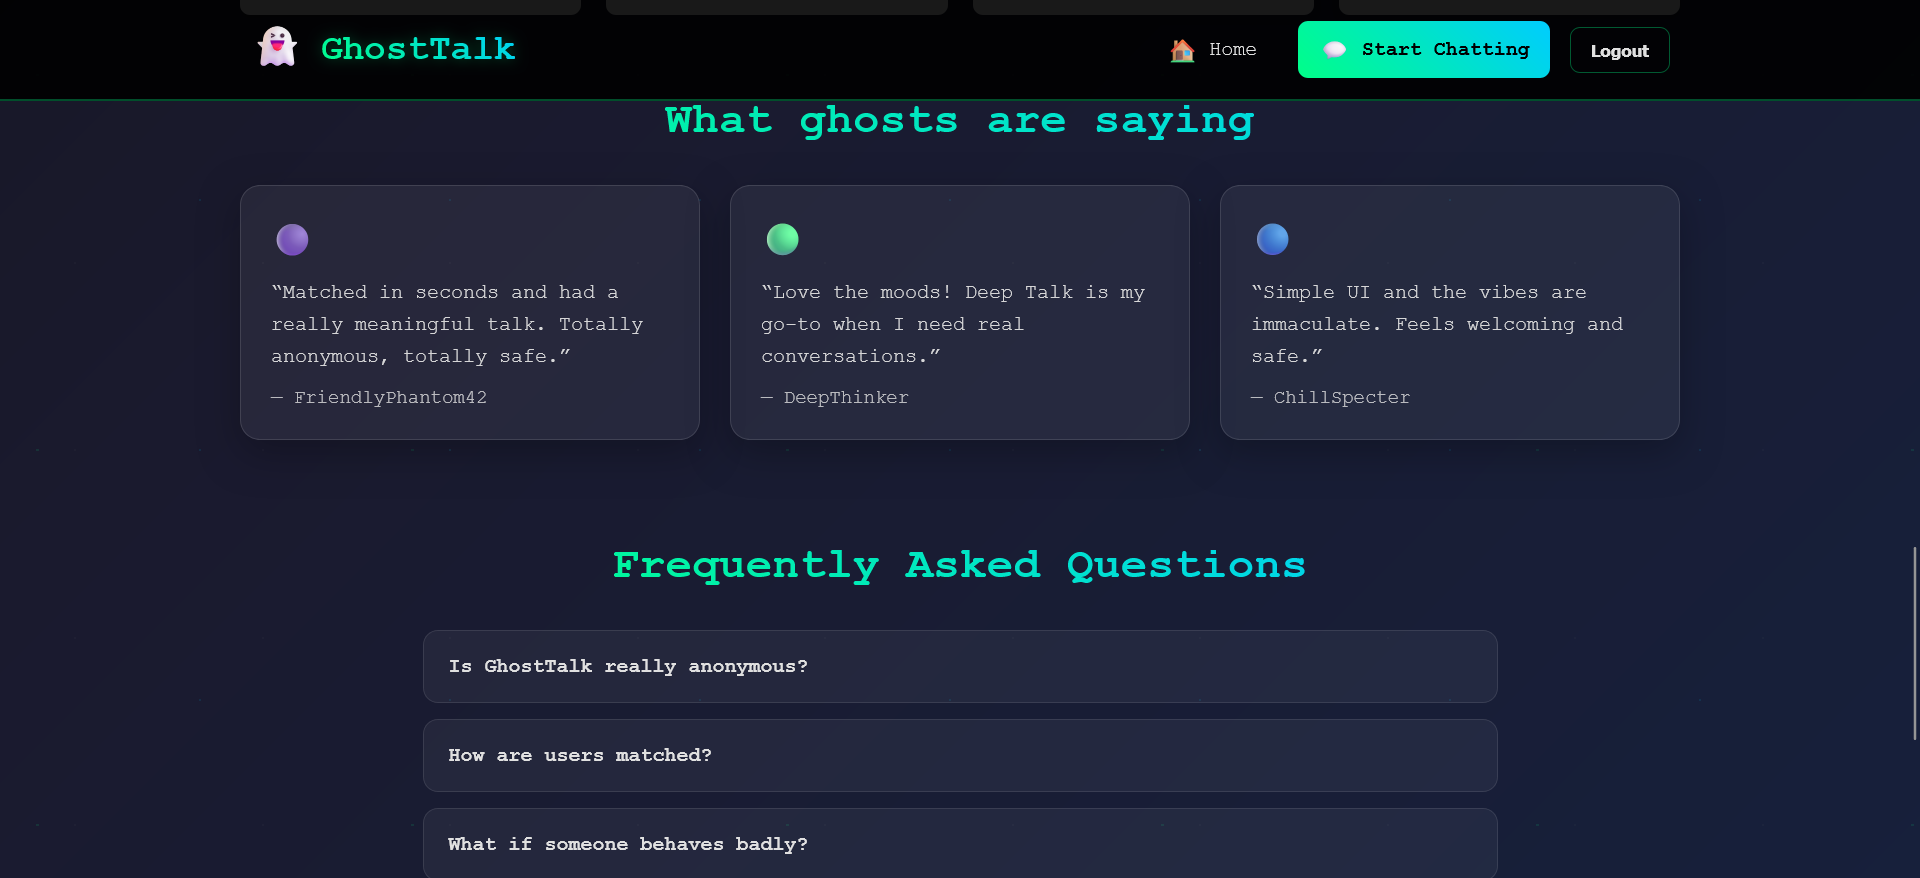 GhostTalk
Home
Start Chatting
Logout
What ghosts are saying
“Matched in seconds and had a
really meaningful talk. Totally
anonymous, totally safe.”
— FriendlyPhantom42
“Love the moods! Deep Talk is my
go-to when I need real
conversations.”
— DeepThinker
“Simple UI and the vibes are
immaculate. Feels welcoming and
safe.”
— ChillSpecter
Frequently Asked Questions
Is GhostTalk really anonymous?
How are users matched?
What if someone behaves badly?